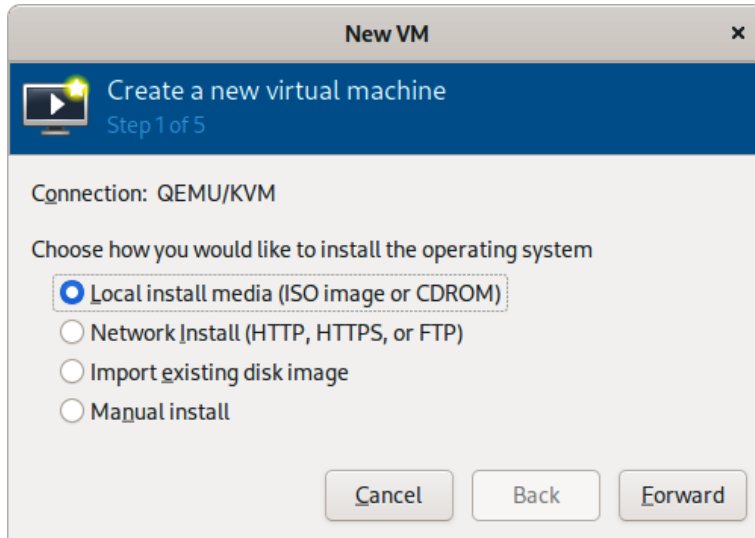 New VM
Create a new virtual machine
Step 1 of 5
Connection: QEMU/KVM
Choose how you would like to install the operating system
Local install media (ISO image or CDROM)
Network Install (HTTP, HTTPS, or FTP)
Import existing disk image
Manual install
Cancel Back Forward